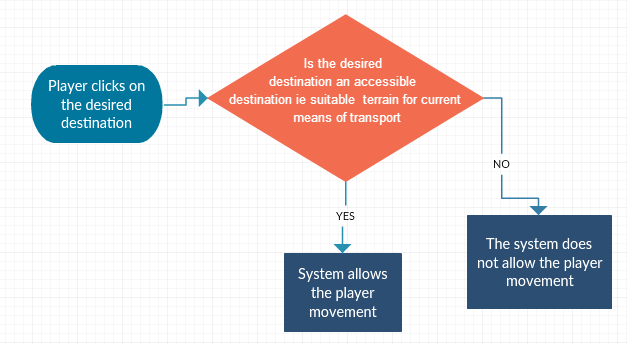 Player clicks on
the desired
destination
Is the desired
destination an accessible
destination ie suitable terrain for current
means of transport
NO
YES
The system does
not allow the player
movement
System allows
the player
movement